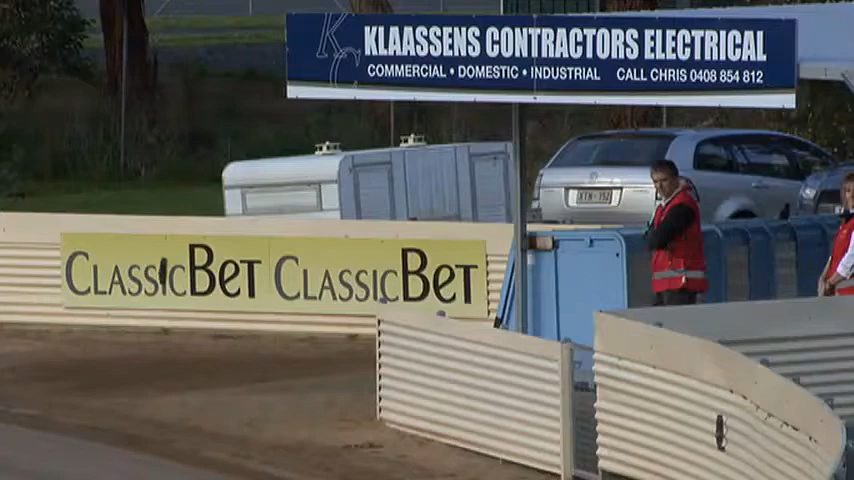 KC
KLAASSENS CONTRACTORS ELECTRICAL
COMMERCIAL • DOMESTIC • INDUSTRIAL CALL CHRIS 0408 854 812
CLASSICBET CLASSICBET